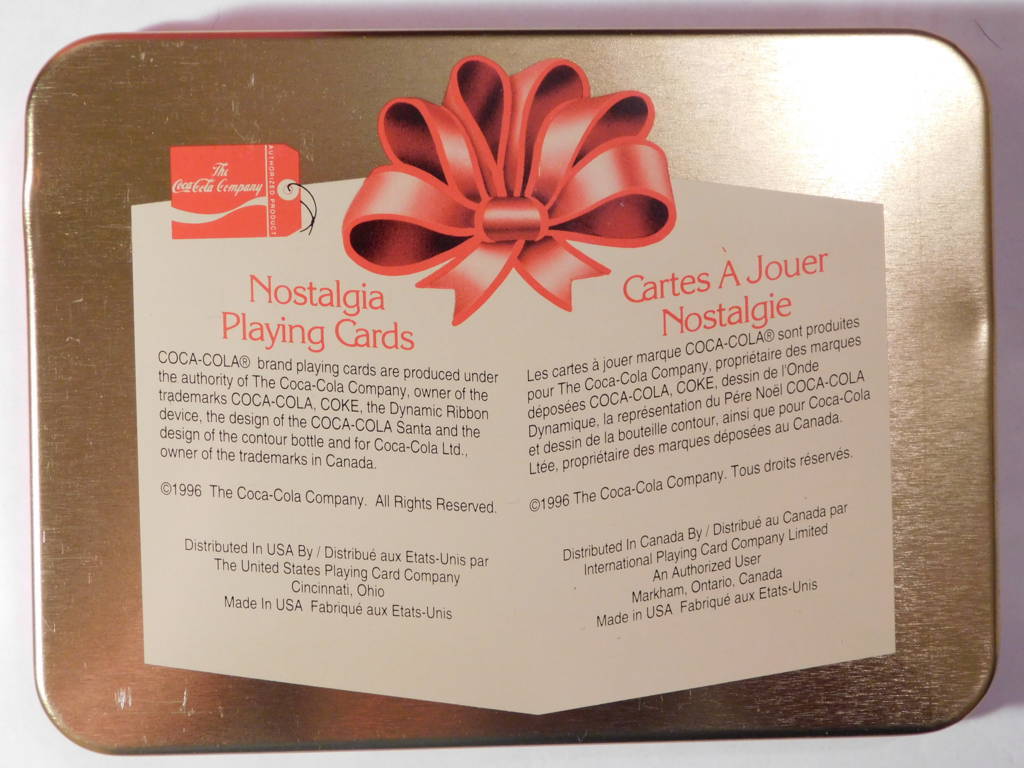 AUTHORIZED PRODUCT
The
Coca-Cola Company
Nostalgia
Playing Cards
COCA-COLA® brand playing cards are produced under
the authority of The Coca-Cola Company, owner of the
trademarks COCA-COLA, COKE, the Dynamic Ribbon
device, the design of the COCA-COLA Santa and the
design of the contour bottle and for Coca-Cola Ltd.,
owner of the trademarks in Canada.
©1996 The Coca-Cola Company. All Rights Reserved.
Distributed In USA By / Distribué aux Etats-Unis par
The United States Playing Card Company
Cincinnati, Ohio
Made In USA Fabriqué aux Etats-Unis
Cartes À Jouer
Nostalgie
Les cartes à jouer marque COCA-COLA® sont produites
pour The Coca-Cola Company, propriétaire des marques
déposées COCA-COLA, COKE, dessin de l'Onde
Dynamique, la représentation du Père Noël COCA-COLA
et dessin de la bouteille contour, ainsi que pour Coca-Cola
Ltée, propriétaire des marques déposées au Canada.
©1996 The Coca-Cola Company. Tous droits réservés.
Distributed In Canada By / Distribué au Canada par
International Playing Card Company Limited
An Authorized User
Markham, Ontario, Canada
Made in USA Fabriqué aux Etats-Unis